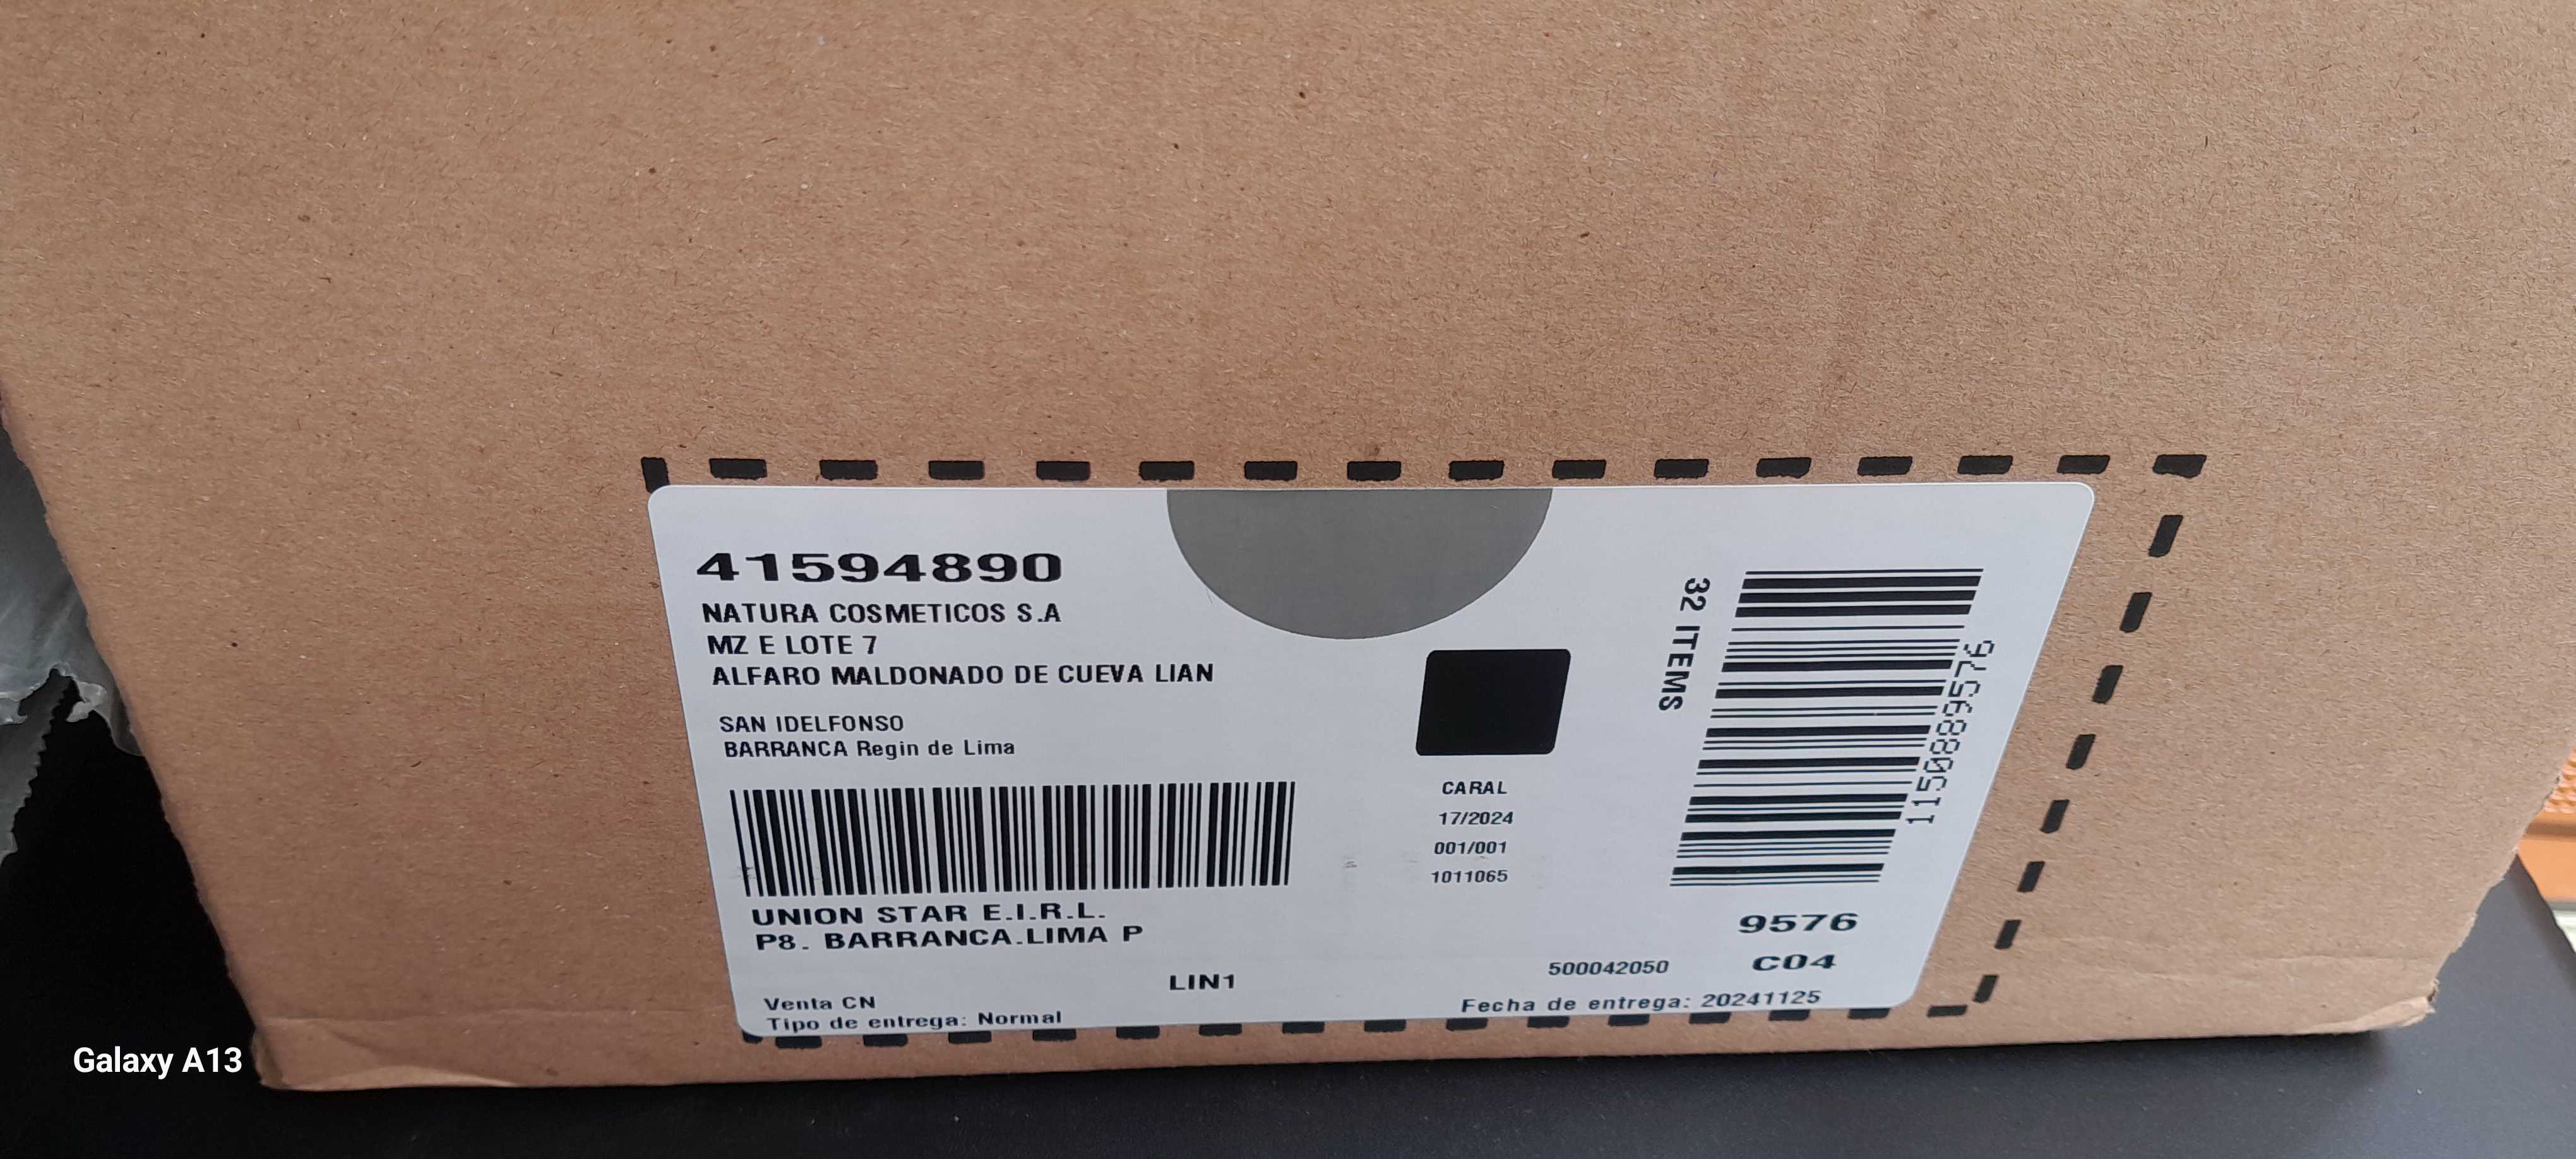 41594890
NATURA COSMETICOS S.A
MZ E LOTE 7
ALFARO MALDONADO DE CUEVA LIAN
SAN IDELFONSO
BARRANCA Regin de Lima
UNION STAR E.I.R.L.
P8. BARRANCA.LIMA P
LIN1
Venta CN
Tipo de entrega: Normal
CARAL
17/2024
001/001
1011065
32 ITEMS
115088569576
9576
C04
500042050
Fecha de entrega: 20241125
Galaxy A13